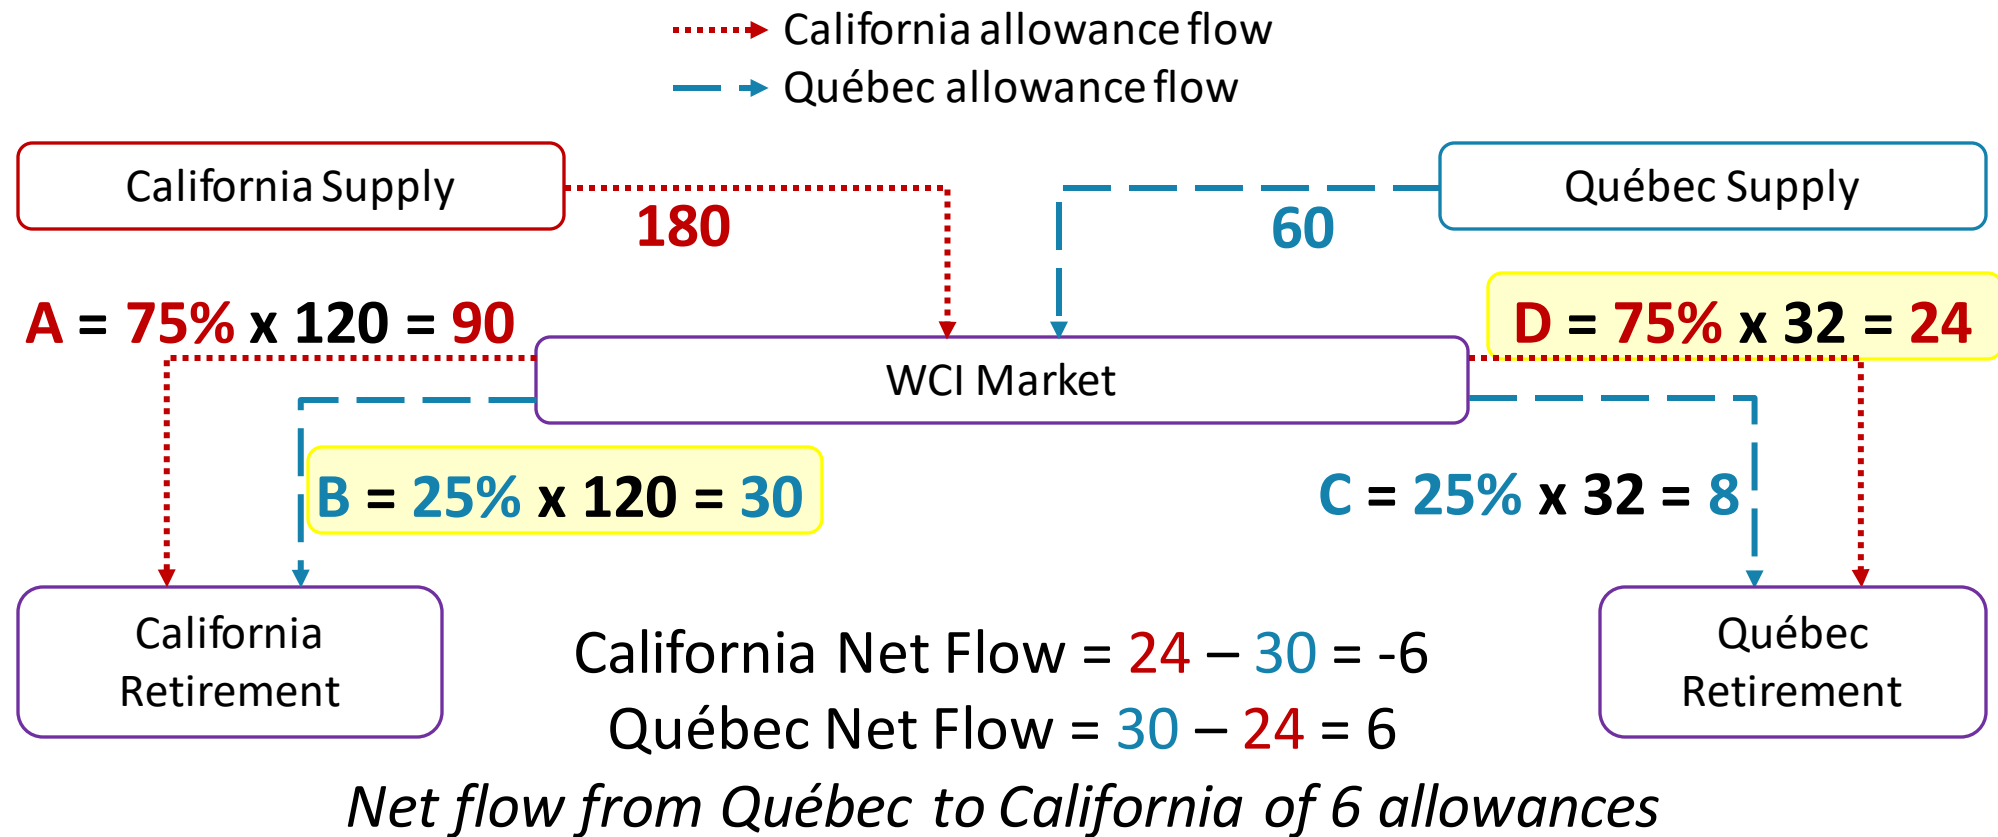 California allowance flow
Québec allowance flow
California Supply
Québec Supply
180
60
A = 75% x 120 = 90
D = 75% x 32 = 24
WCI Market
B = 25% x 120 = 30
C = 25% x 32 = 8
California
Retirement
Québec
Retirement
California Net Flow = 24 – 30 = -6
Québec Net Flow = 30 – 24 = 6
Net flow from Québec to California of 6 allowances